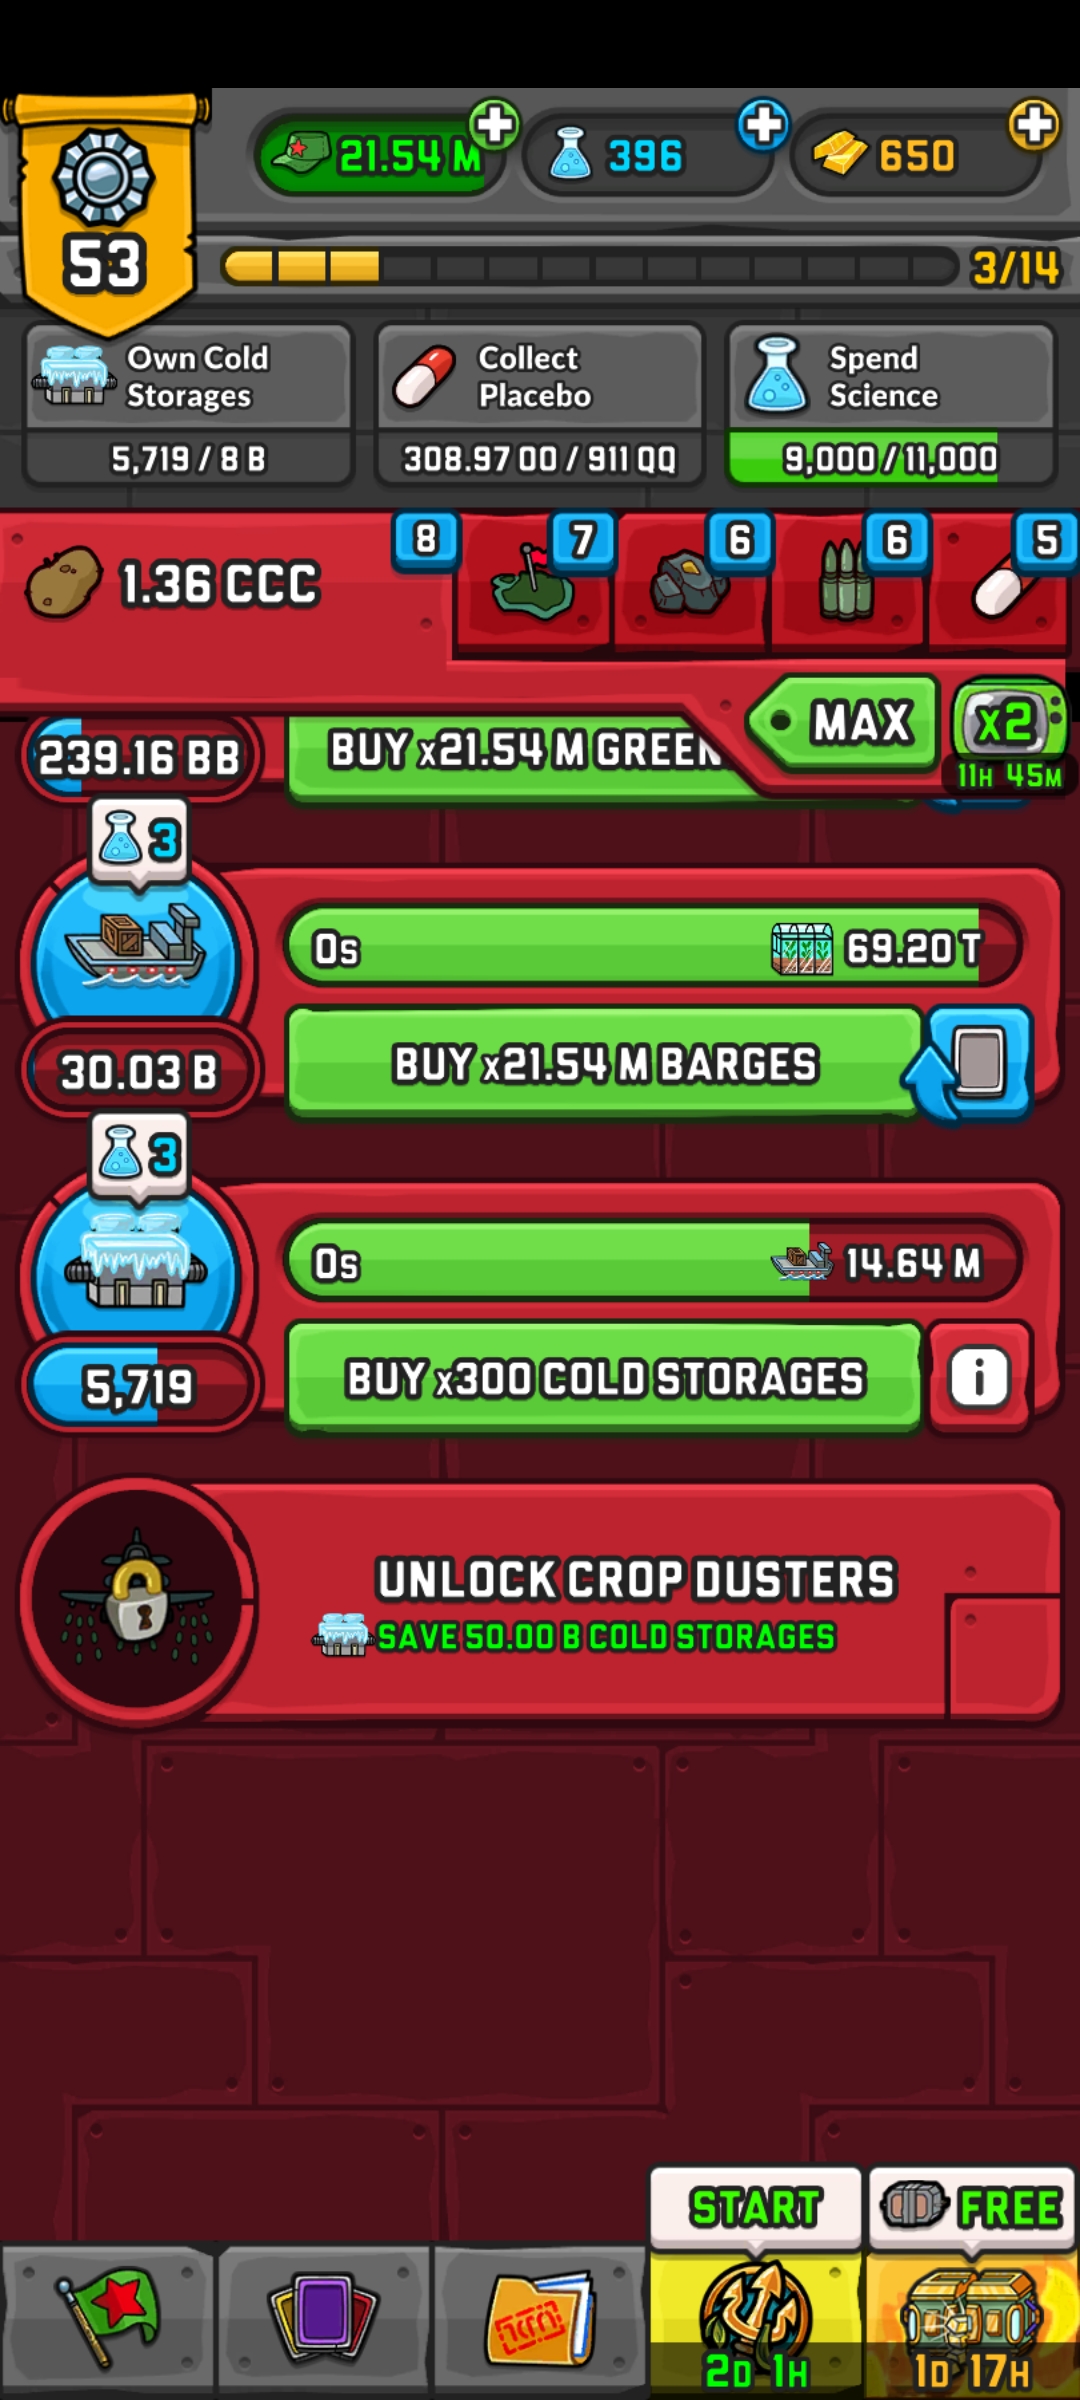 21.54 M
396
650
53
3/14
Own Cold
Storages
5,719 / 8 B
Collect
Placebo
308.97 OO / 911 QQ
Spend
Science
9,000 / 11,000
1.36 CCC
8
7
6
6
5
MAX
x2
11H 45M
239.16 BB
BUY x21.54 M GREEN
3
0s
69.20 T
30.03 B
BUY x21.54 M BARGES
3
0s
14.64 M
5,719
BUY x300 COLD STORAGES
i
UNLOCK CROP DUSTERS
SAVE 50.00 B COLD STORAGES
START
FREE
2D 1H
1D 17H